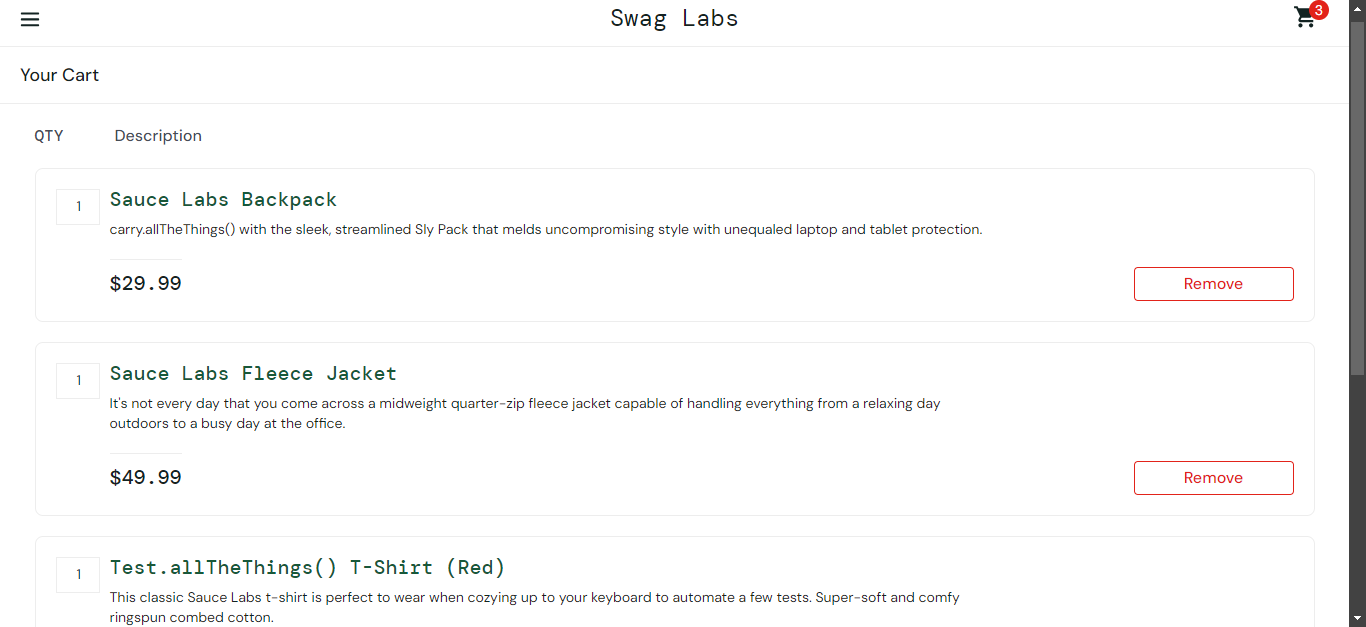 Swag Labs
3
Your Cart
QTY Description
1
Sauce Labs Backpack
carry.allTheThings() with the sleek, streamlined Sly Pack that melds uncompromising style with unequaled laptop and tablet protection.
$29.99
Remove
1
Sauce Labs Fleece Jacket
It's not every day that you come across a midweight quarter-zip fleece jacket capable of handling everything from a relaxing day
outdoors to a busy day at the office.
$49.99
Remove
1
Test.allTheThings() T-Shirt (Red)
This classic Sauce Labs t-shirt is perfect to wear when cozying up to your keyboard to automate a few tests. Super-soft and comfy
ringspun combed cotton.